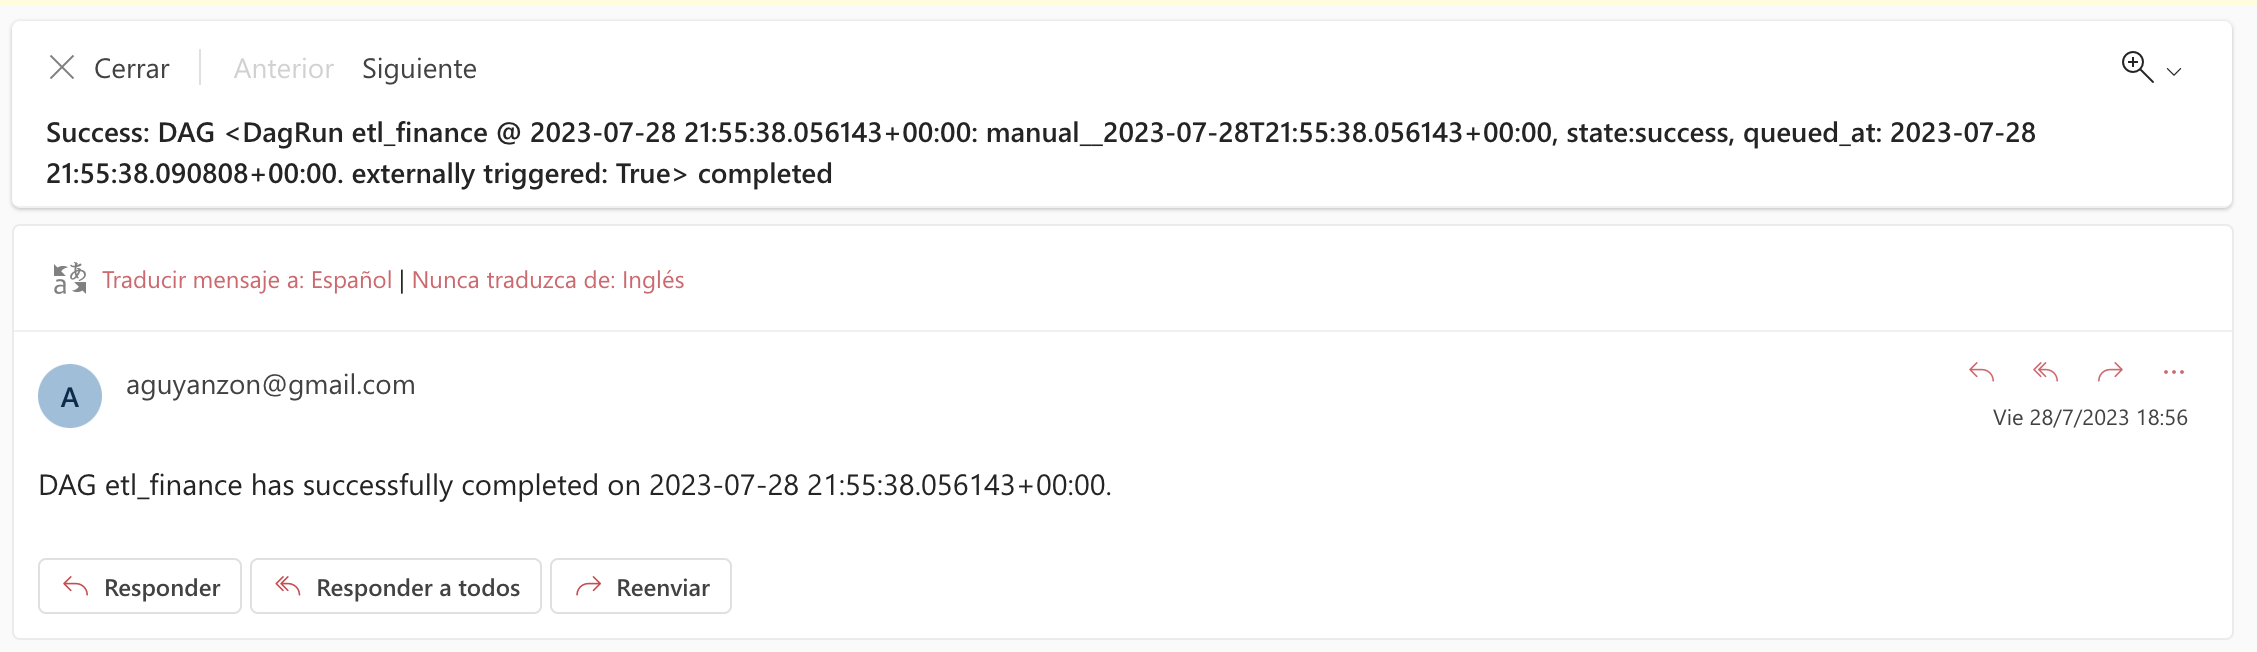 Cerrar Anterior Siguiente
Success: DAG <DagRun etl_finance @ 2023-07-28 21:55:38.056143+00:00: manual__2023-07-28T21:55:38.056143+00:00, state:success, queued_at: 2023-07-28
21:55:38.090808+00:00. externally triggered: True> completed
Traducir mensaje a: Español | Nunca traduzca de: Inglés
A aguyanzon@gmail.com
Vie 28/7/2023 18:56
DAG etl_finance has successfully completed on 2023-07-28 21:55:38.056143+00:00.
Responder Responder a todos Reenviar